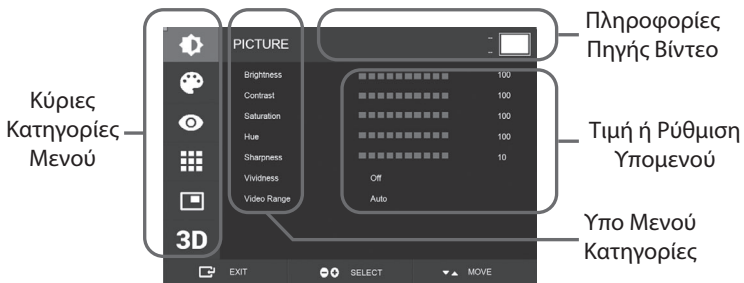 Πληροφορίες
Πηγής Βίντεο
Κύριες
Κατηγορίες
Μενού
PICTURE
Brightness 100
Contrast 100
Saturation 100
Hue 100
Sharpness 10
Vividness Off
Video Range Auto
3D
EXIT SELECT MOVE
Τιμή ή Ρύθμιση
Υπομενού
Υπο Μενού
Κατηγορίες